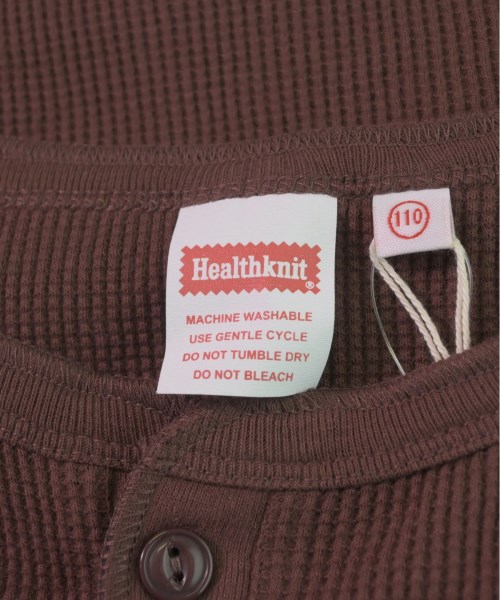 Healthknit®
MACHINE WASHABLE
USE GENTLE CYCLE
DO NOT TUMBLE DRY
DO NOT BLEACH
110